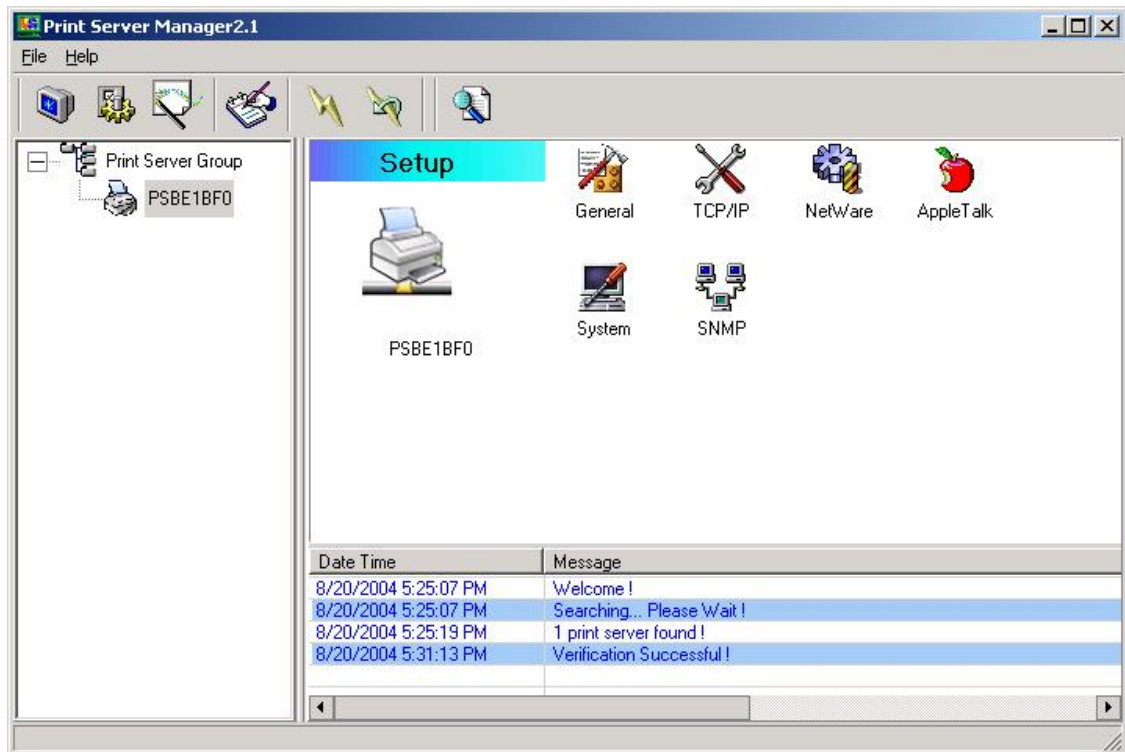 Print Server Manager2.1
File Help
Print Server Group
PSBE1BF0
Setup
PSBE1BF0
General TCP/IP NetWare AppleTalk
System SNMP
Date Time Message
8/20/2004 5:25:07 PM Welcome !
8/20/2004 5:25:07 PM Searching... Please Wait !
8/20/2004 5:25:19 PM 1 print server found !
8/20/2004 5:31:13 PM Verification Successful !